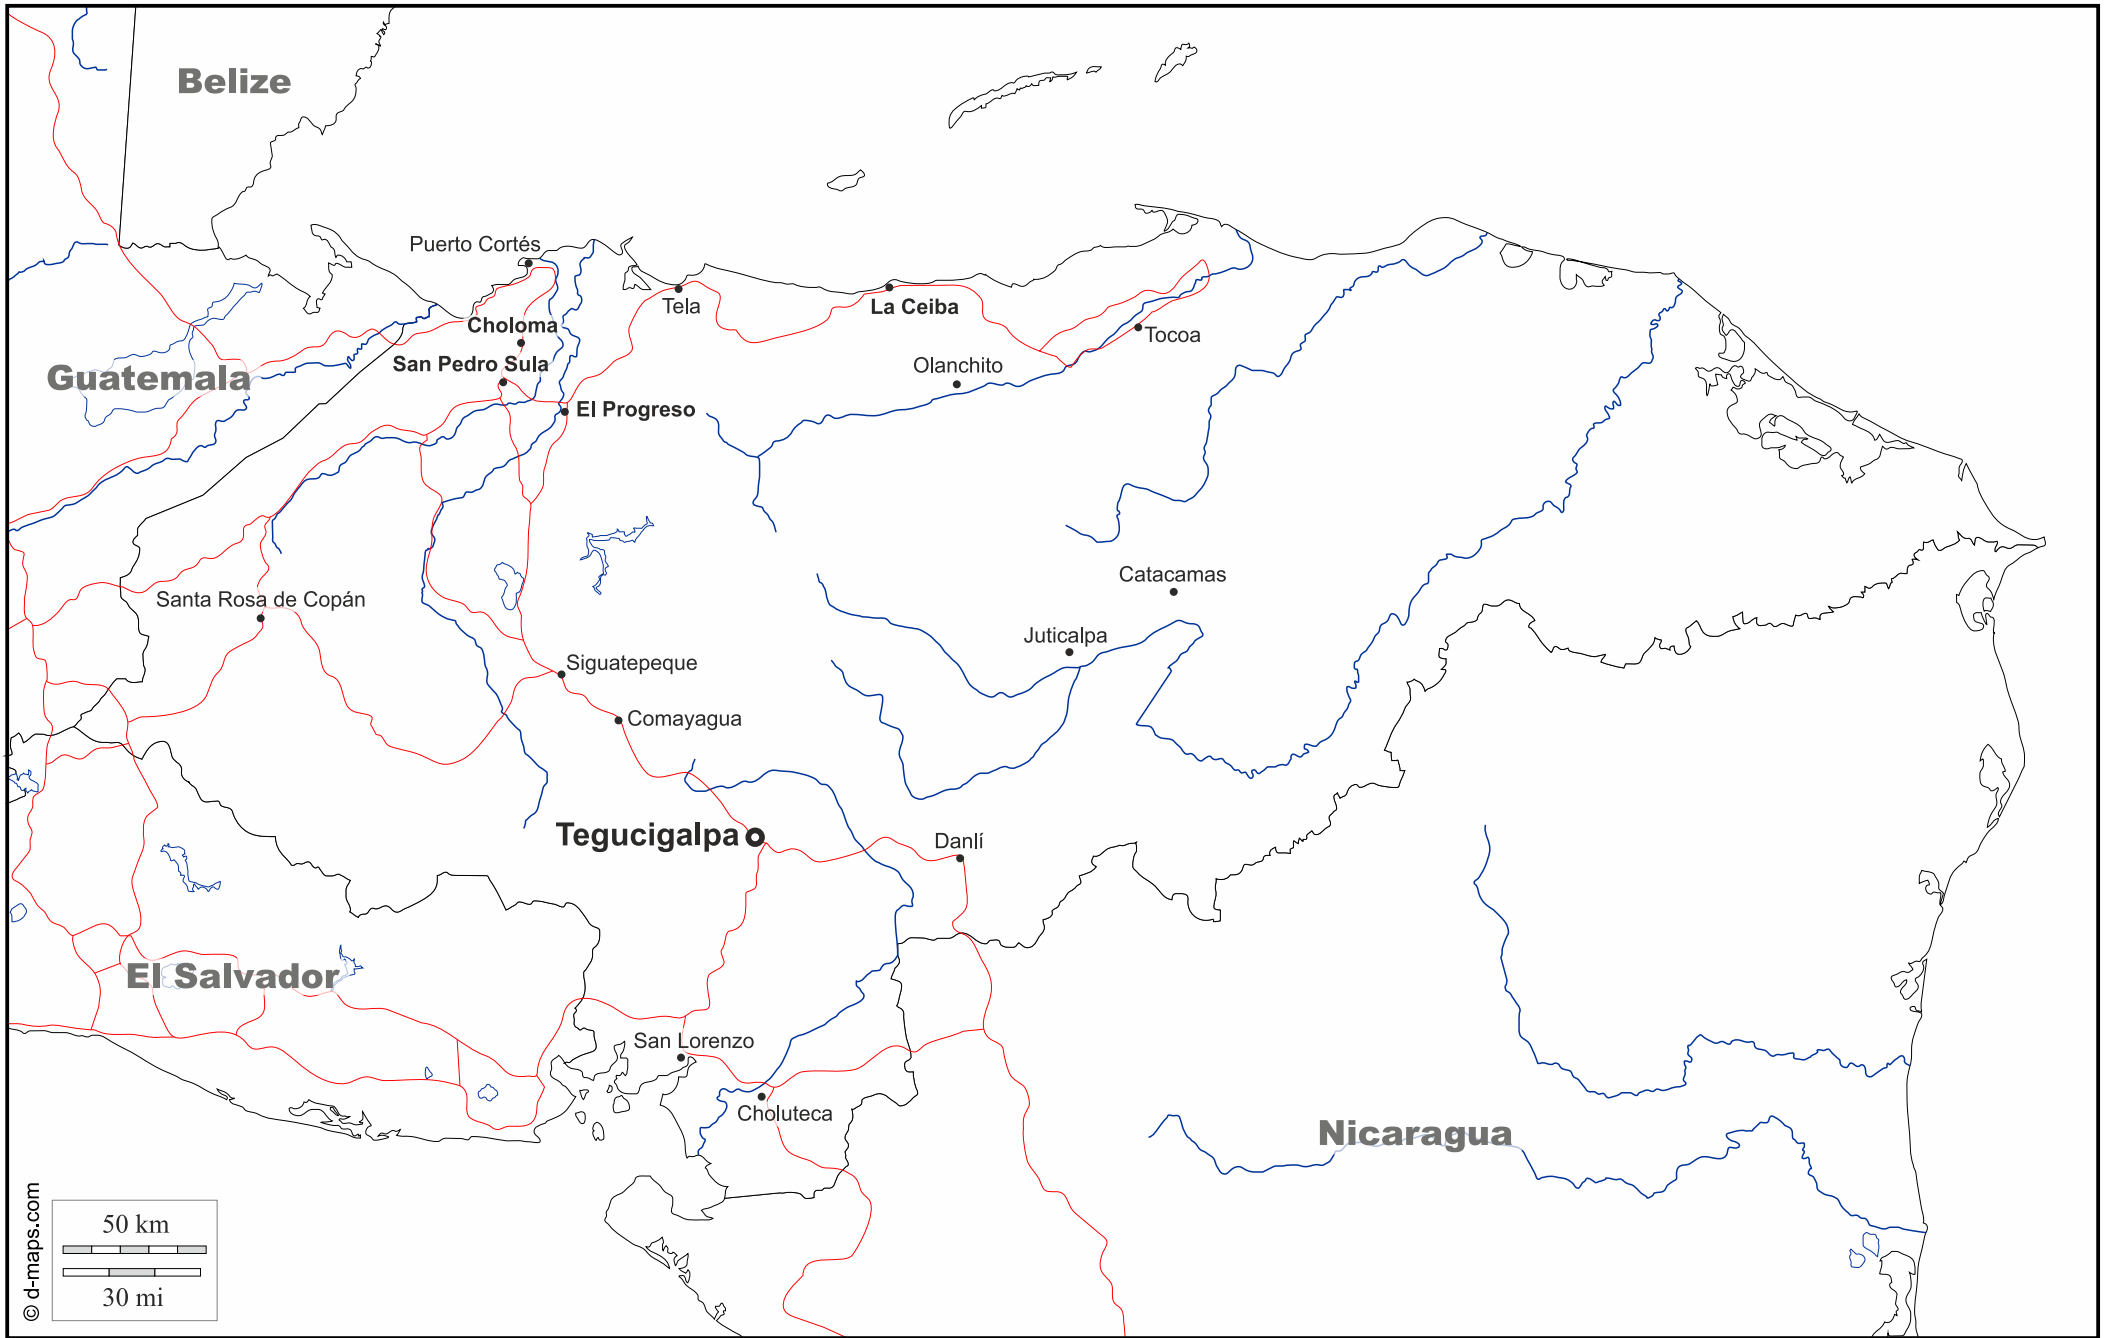 Belize
Puerto Cortés
Tela
La Ceiba
Choloma
Tocoa
San Pedro Sula
Olanchito
Guatemala
El Progreso
Catacamas
Santa Rosa de Copán
Juticalpa
Siguatepeque
Comayagua
Tegucigalpa
Danlí
El Salvador
San Lorenzo
Choluteca
Nicaragua
50 km
30 mi
© d-maps.com